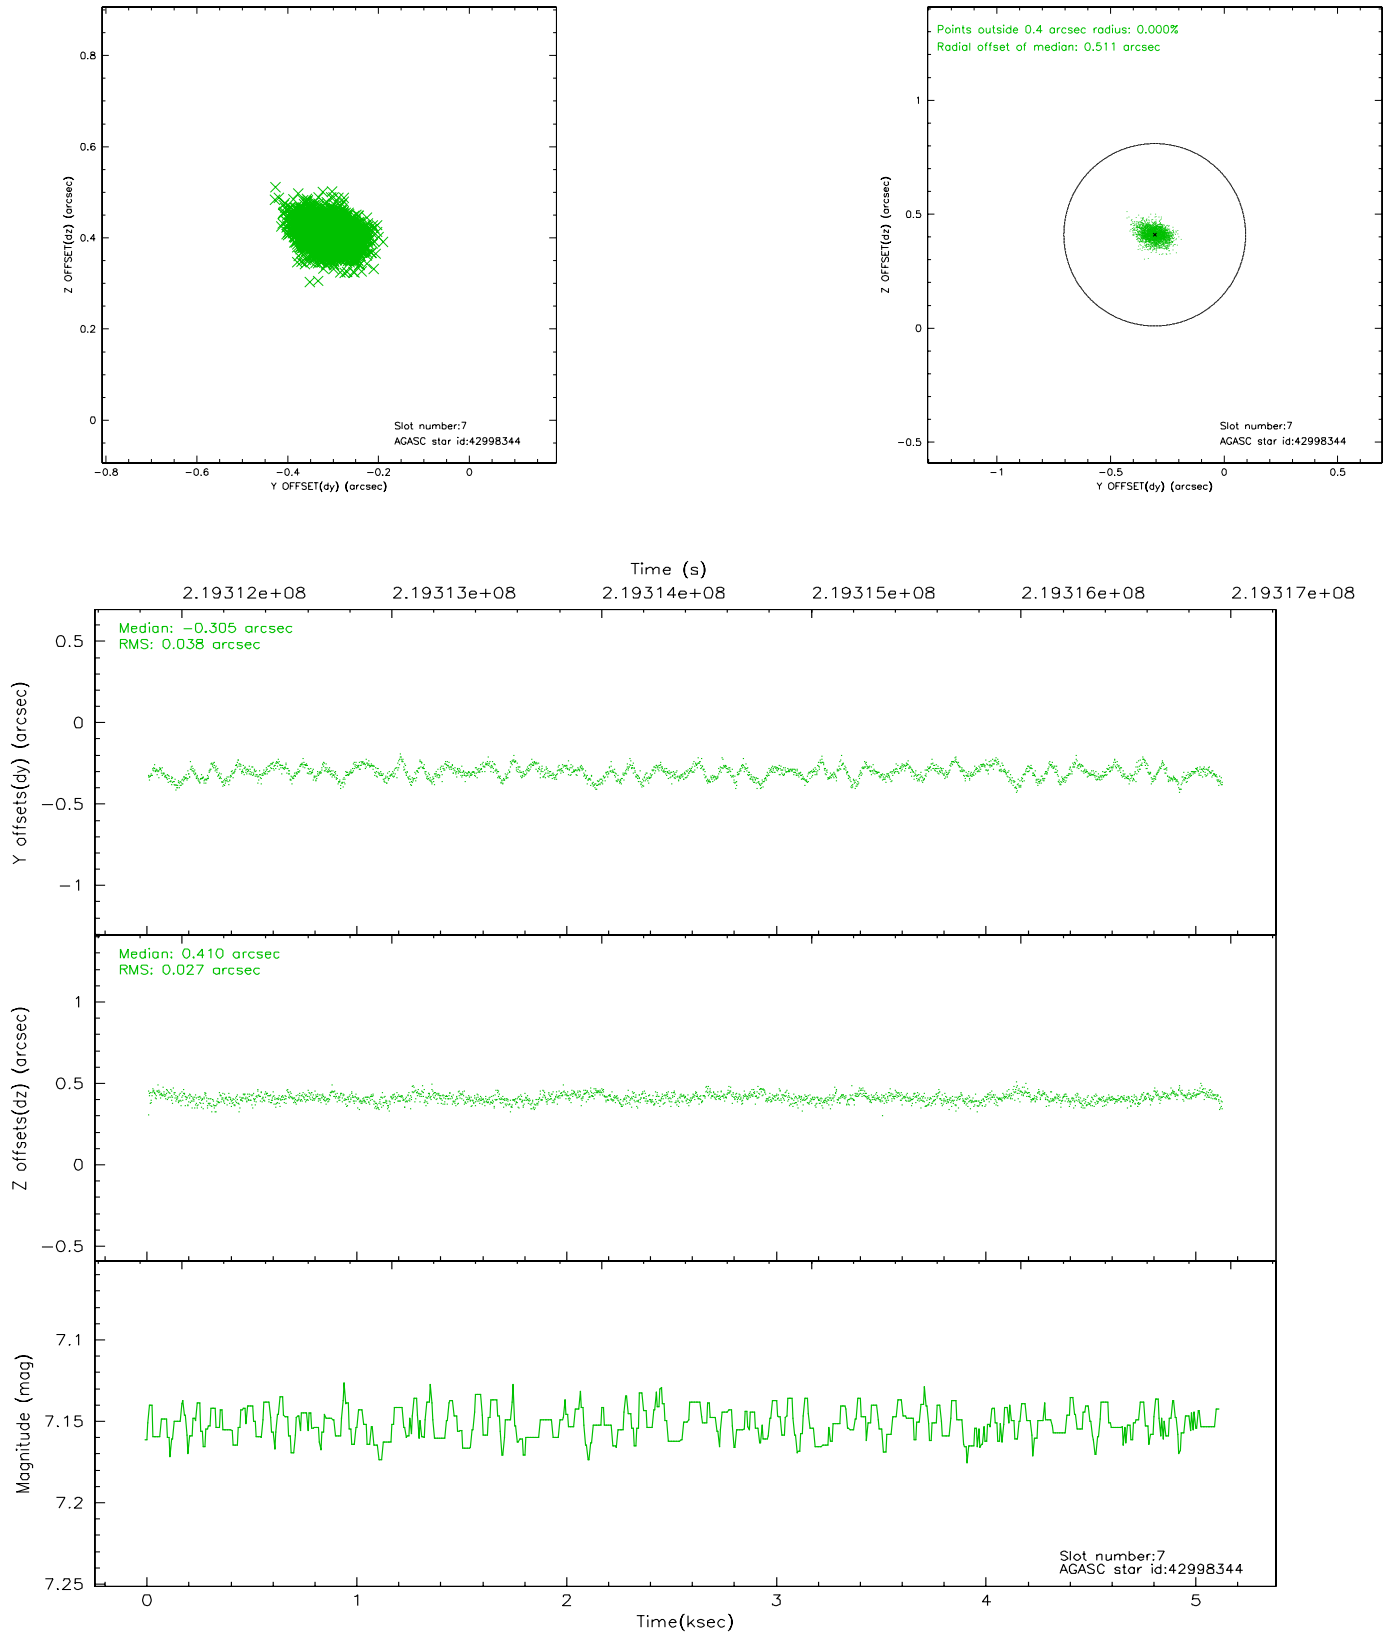 0.8
0.6
0.4
0.2
0
Z OFFSET(dz) (arcsec)
Slot number:7
AGASC star id:42998344
−0.8 −0.6 −0.4 −0.2 0
Y OFFSET(dy) (arcsec)
Points outside 0.4 arcsec radius: 0.000%
Radial offset of median: 0.511 arcsec
1
0.5
0
−0.5
Z OFFSET(dz) (arcsec)
Slot number:7
AGASC star id:42998344
−1 −0.5 0 0.5
Y OFFSET(dy) (arcsec)
Time (s)
2.19312e+08 2.19313e+08 2.19314e+08 2.19315e+08 2.19316e+08 2.19317e+08
Median: −0.305 arcsec
RMS: 0.038 arcsec
0.5
0
−0.5
−1
Y offsets(dy) (arcsec)
Median: 0.410 arcsec
RMS: 0.027 arcsec
1
0.5
0
−0.5
Z offsets(dz) (arcsec)
7.1
7.15
7.2
7.25
Magnitude (mag)
Slot number:7
AGASC star id:42998344
0 1 2 3 4 5
Time(ksec)